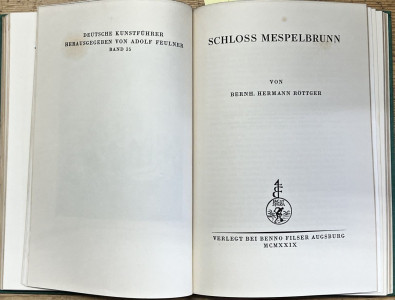 DEUTSCHE KUNSTFÜHRER
HERAUSGEGEBEN VON ADOLF FEULNER
BAND 21
SCHLOSS MESPELBRUNN
VON
BERNH. HERMANN RÖTTGER
VERLEGT BEI BENNO FILSER AUGSBURG
MCMXXIX